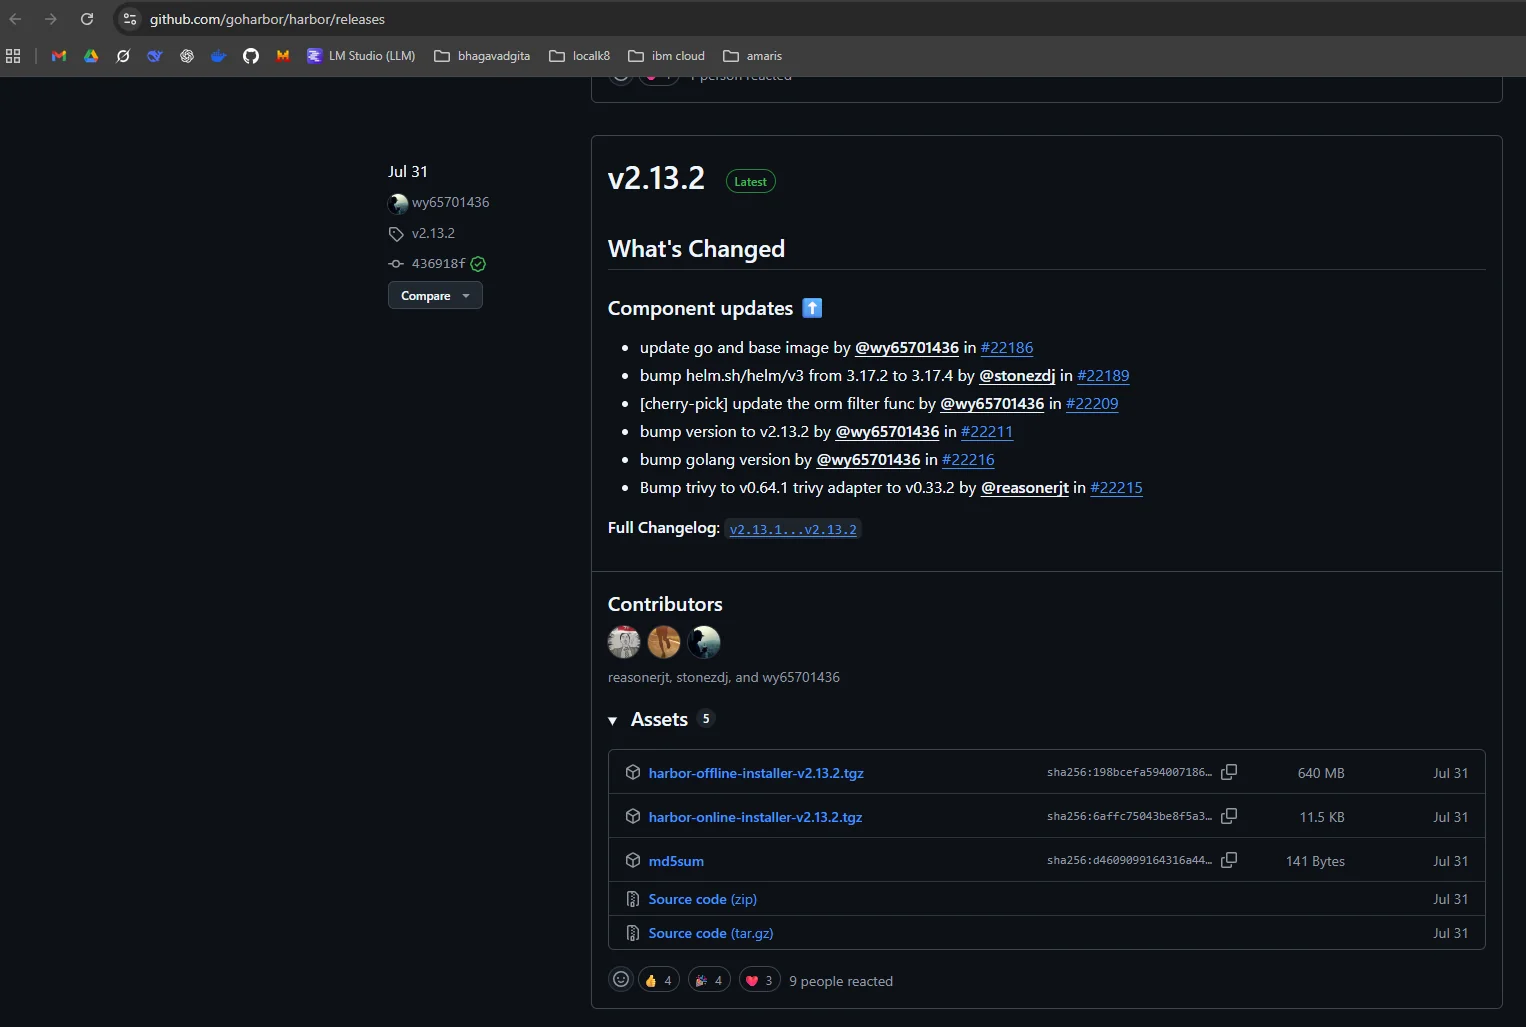 github.com/goharbor/harbor/releases
LM Studio (LLM)
bhagavadgita
localk8
ibm cloud
amaris
1 person reacted
Jul 31
wy65701436
v2.13.2
436918f
Compare
v2.13.2 Latest
What's Changed
Component updates ⬆️
update go and base image by @wy65701436 in #22186
bump helm.sh/helm/v3 from 3.17.2 to 3.17.4 by @stonezdj in #22189
[cherry-pick] update the orm filter func by @wy65701436 in #22209
bump version to v2.13.2 by @wy65701436 in #22211
bump golang version by @wy65701436 in #22216
Bump trivy to v0.64.1 trivy adapter to v0.33.2 by @reasonerjt in #22215
Full Changelog: v2.13.1...v2.13.2
Contributors
reasonerjt, stonezdj, and wy65701436
Assets 5
harbor-offline-installer-v2.13.2.tgz sha256:198bcefa594007186… 640 MB Jul 31
harbor-online-installer-v2.13.2.tgz sha256:6affc75043be8f5a3… 11.5 KB Jul 31
md5sum sha256:d4609099164316a44… 141 Bytes Jul 31
Source code (zip) Jul 31
Source code (tar.gz) Jul 31
👍 4 🎉 4 ❤️ 3 9 people reacted